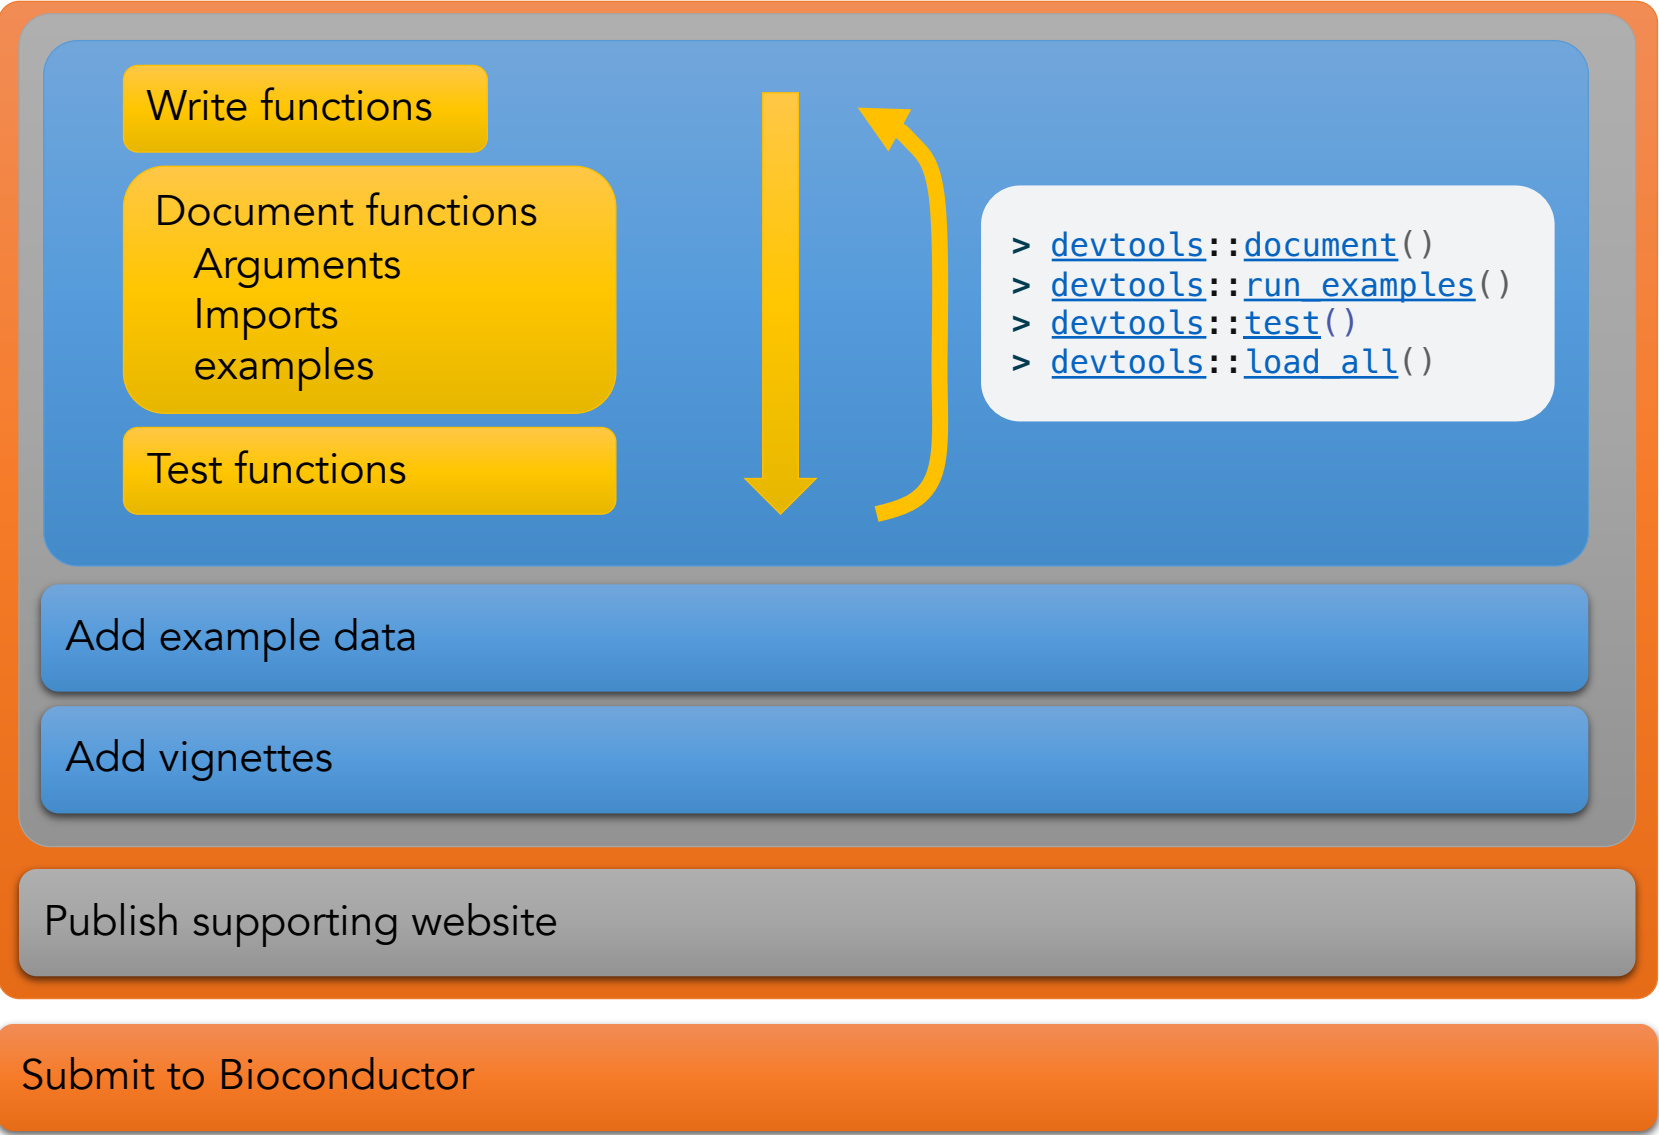 Write functions
Document functions
Arguments
Imports
examples
Test functions
> devtools::document()
> devtools::run_examples()
> devtools::test()
> devtools::load_all()
Add example data
Add vignettes
Publish supporting website
Submit to Bioconductor